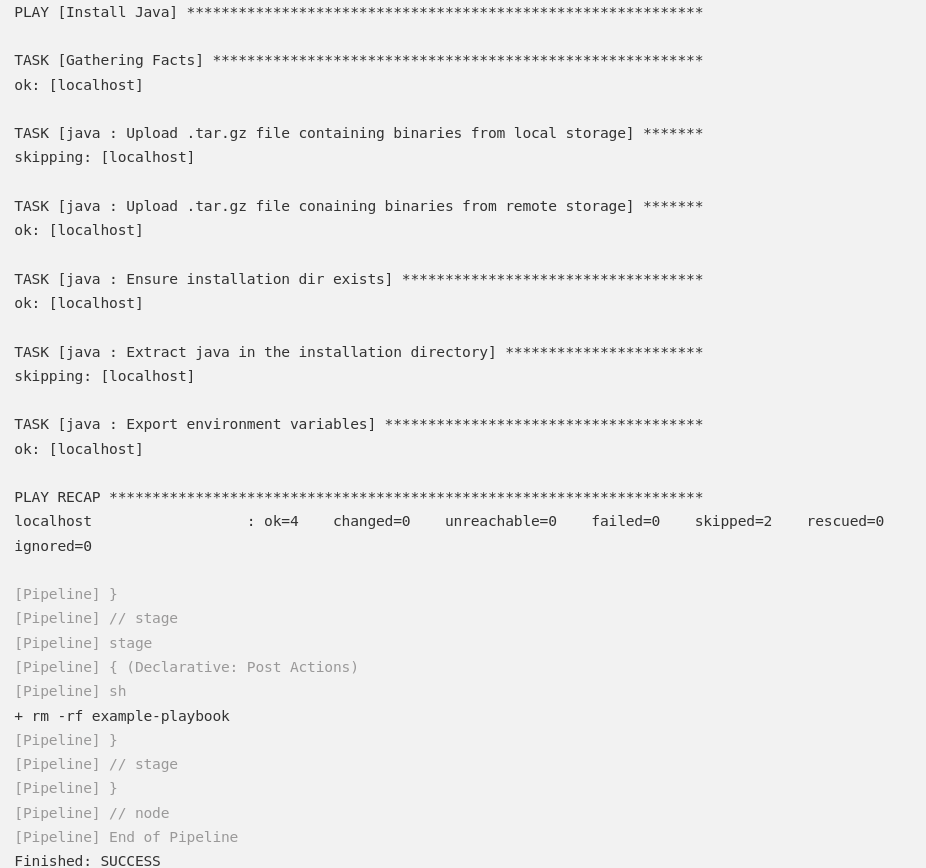 PLAY [Install Java] ************************************************************
TASK [Gathering Facts] *********************************************************
ok: [localhost]
TASK [java : Upload .tar.gz file containing binaries from local storage] *******
skipping: [localhost]
TASK [java : Upload .tar.gz file conaining binaries from remote storage] *******
ok: [localhost]
TASK [java : Ensure installation dir exists] ***********************************
ok: [localhost]
TASK [java : Extract java in the installation directory] ***********************
skipping: [localhost]
TASK [java : Export environment variables] *************************************
ok: [localhost]
PLAY RECAP *********************************************************************
localhost                  : ok=4    changed=0    unreachable=0    failed=0    skipped=2    rescued=0
ignored=0
[Pipeline] }
[Pipeline] // stage
[Pipeline] stage
[Pipeline] { (Declarative: Post Actions)
[Pipeline] sh
+ rm -rf example-playbook
[Pipeline] }
[Pipeline] // stage
[Pipeline] }
[Pipeline] // node
[Pipeline] End of Pipeline
Finished: SUCCESS